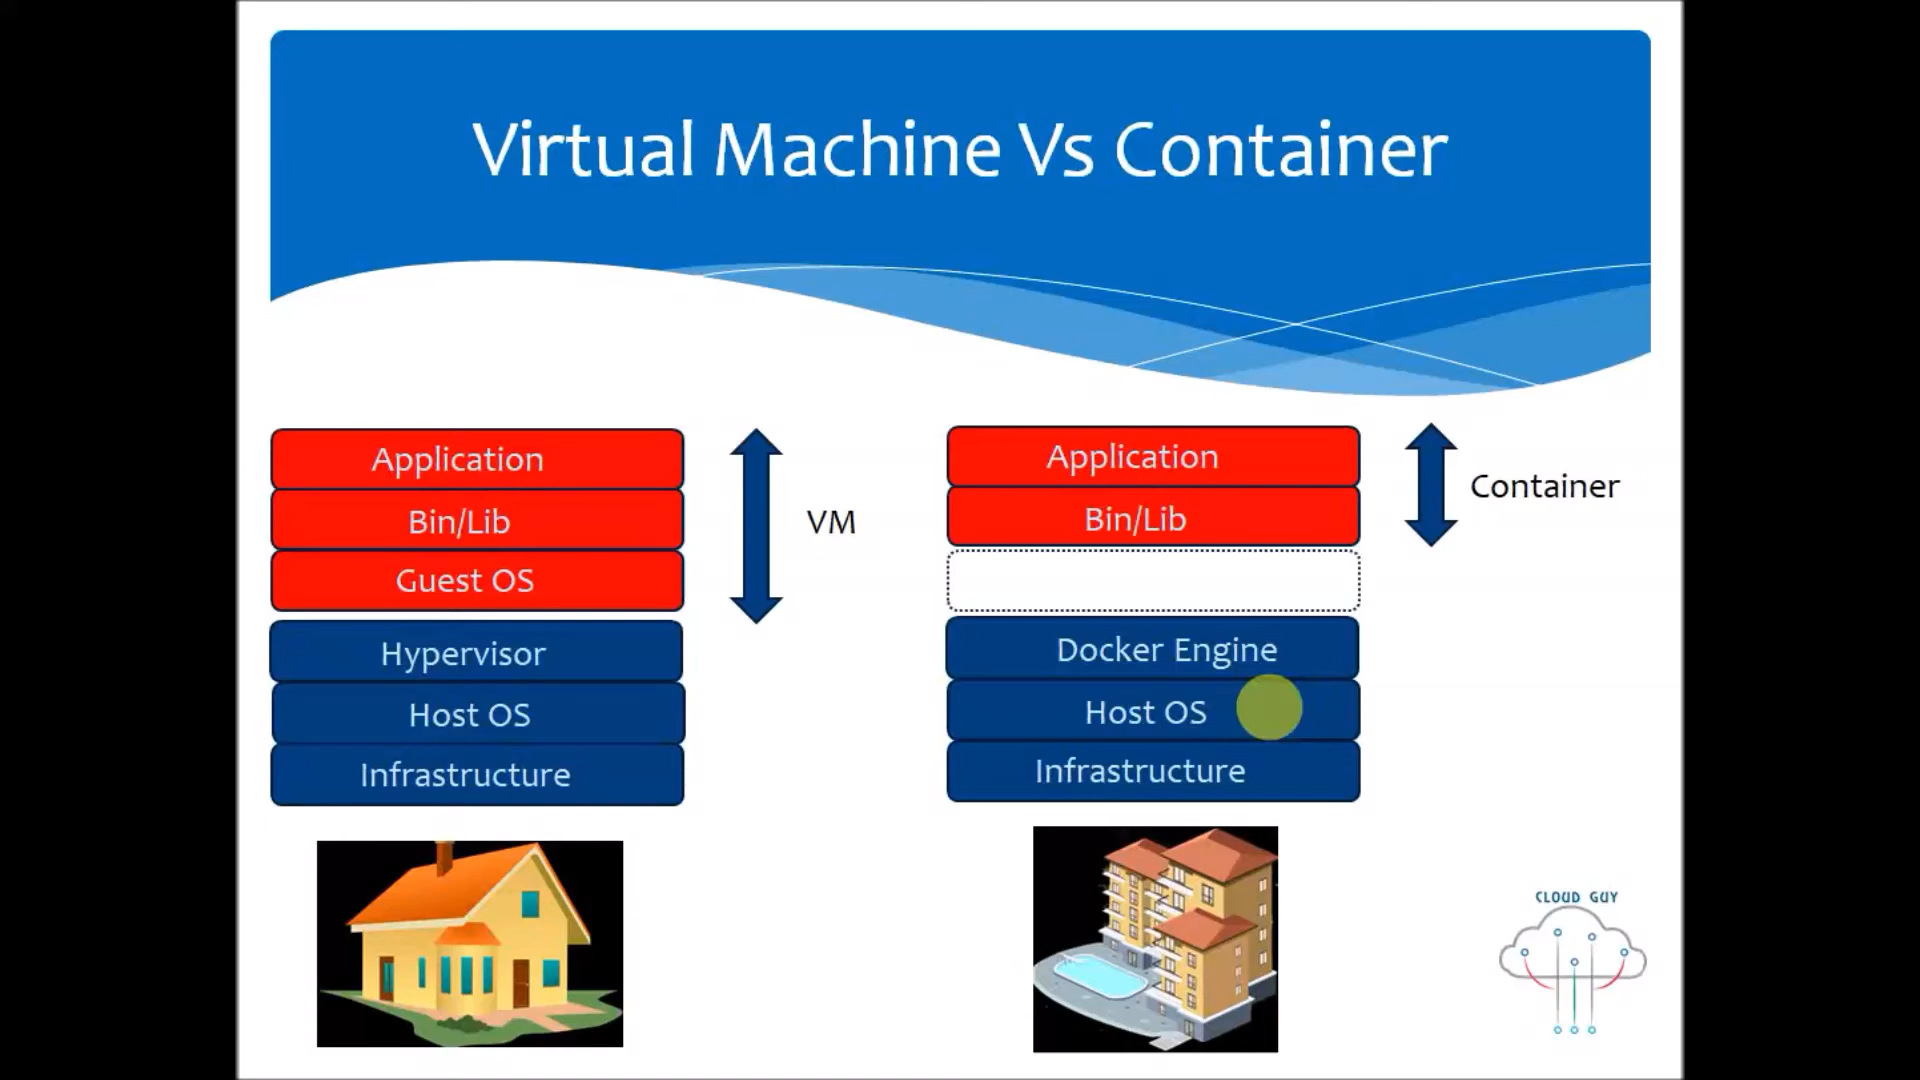 Virtual Machine Vs Container
Application
Bin/Lib
Guest OS
Hypervisor
Host OS
Infrastructure
VM
Application
Bin/Lib
Docker Engine
Host OS
Infrastructure
Container
CLOUD GUY